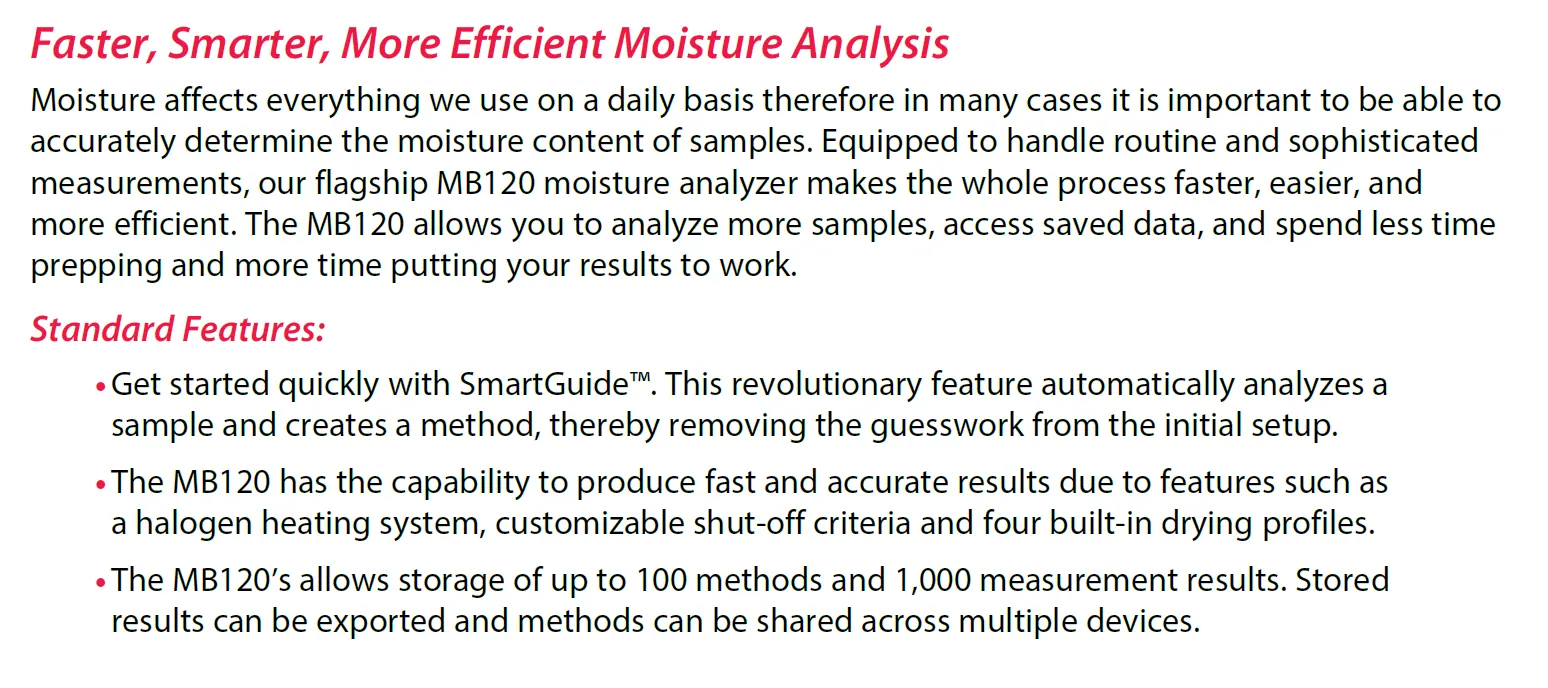 Faster, Smarter, More Efficient Moisture Analysis
Moisture affects everything we use on a daily basis therefore in many cases it is important to be able to
accurately determine the moisture content of samples. Equipped to handle routine and sophisticated
measurements, our flagship MB120 moisture analyzer makes the whole process faster, easier, and
more efficient. The MB120 allows you to analyze more samples, access saved data, and spend less time
prepping and more time putting your results to work.
Standard Features:
• Get started quickly with SmartGuide™. This revolutionary feature automatically analyzes a
sample and creates a method, thereby removing the guesswork from the initial setup.
• The MB120 has the capability to produce fast and accurate results due to features such as
a halogen heating system, customizable shut-off criteria and four built-in drying profiles.
• The MB120’s allows storage of up to 100 methods and 1,000 measurement results. Stored
results can be exported and methods can be shared across multiple devices.